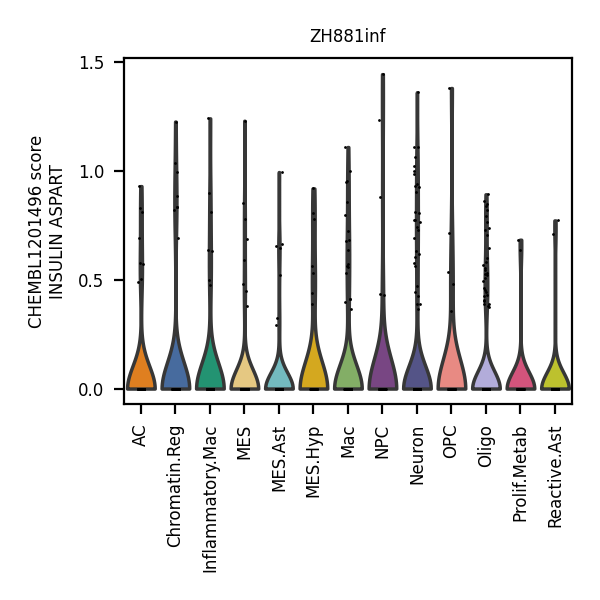 ZH881inf
CHEMBL1201496 score
INSULIN ASPART
1.5
1.0
0.5
0.0
AC
Chromatin.Reg
Inflammatory.Mac
MES
MES.Ast
MES.Hyp
Mac
NPC
Neuron
OPC
Oligo
Prolif.Metab
Reactive.Ast